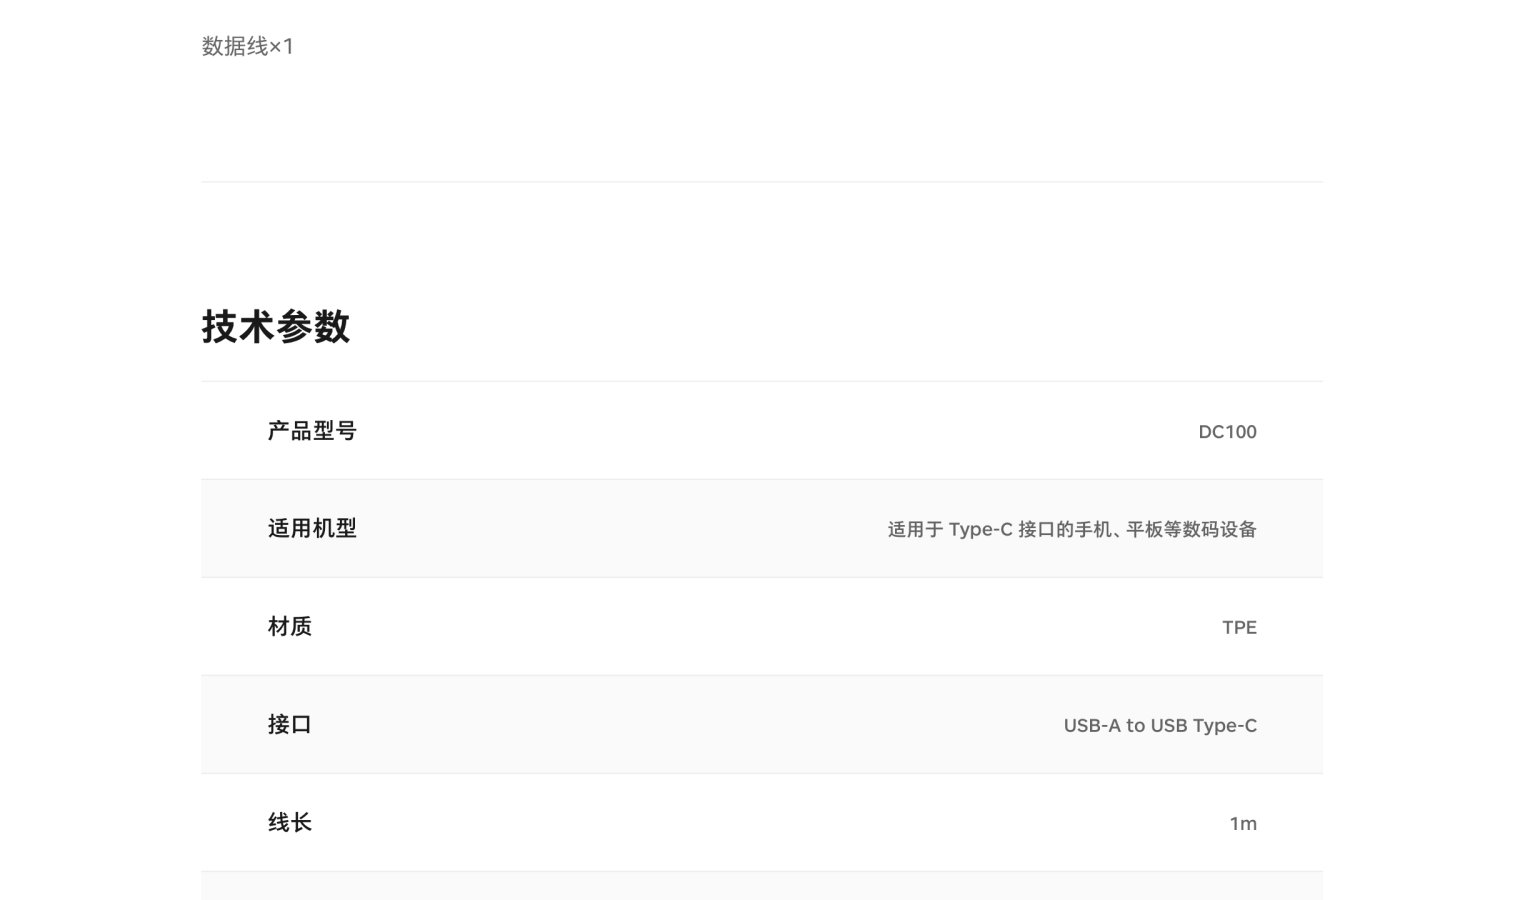 数据线×1
技术参数
产品型号 DC100
适用机型 适用于 Type-C 接口的手机、平板等数码设备
材质 TPE
接口 USB-A to USB Type-C
线长 1m